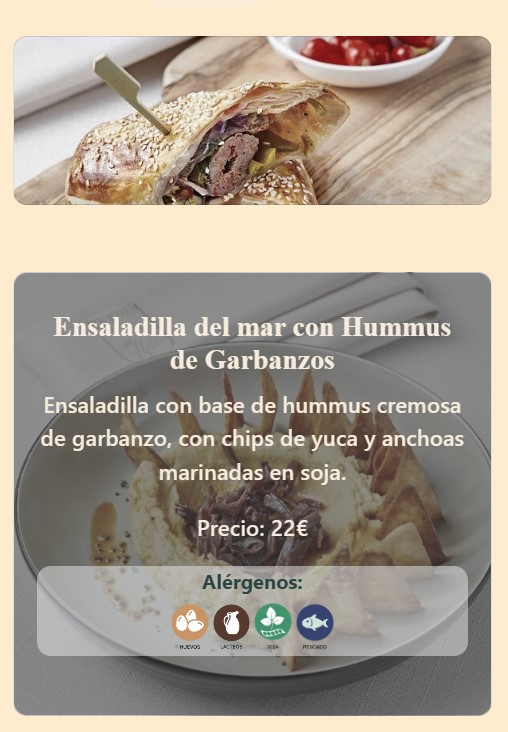 Ensaladilla del mar con Hummus
de Garbanzos
Ensaladilla con base de hummus cremosa
de garbanzo, con chips de yuca y anchoas
marinadas en soja.
Precio: 22€
Alérgenos:
HUEVOS LÁCTEOS SOJA PESCADO